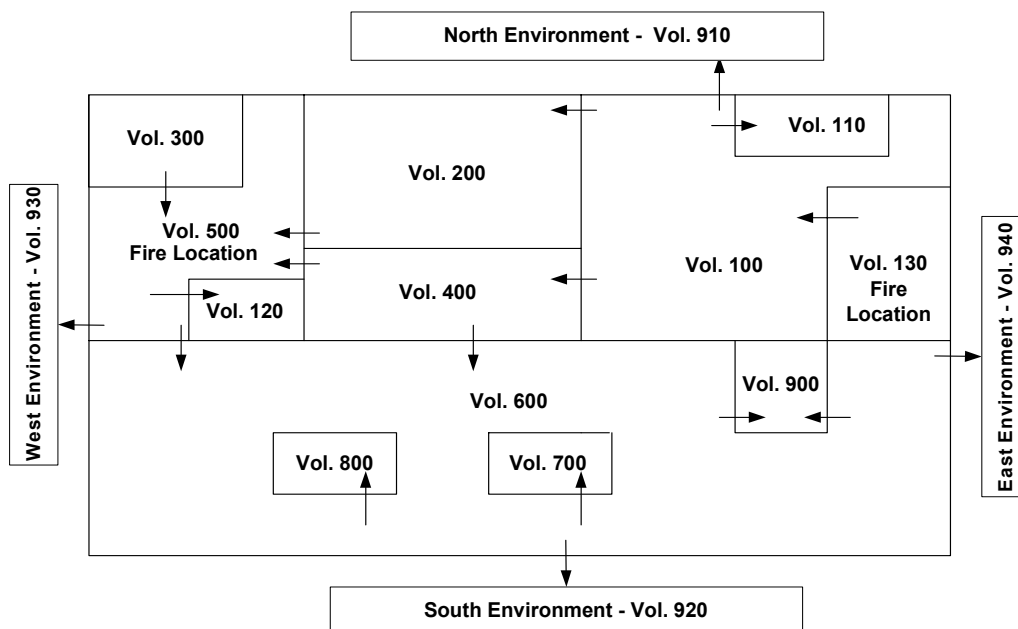 North Environment - Vol. 910
Vol. 300
Vol. 110
Vol. 200
West Environment - Vol. 930
Vol. 500
Fire Location
Vol. 100
Vol. 130
Fire
Location
East Environment - Vol. 940
Vol. 400
Vol. 120
Vol. 900
Vol. 600
Vol. 800
Vol. 700
South Environment - Vol. 920